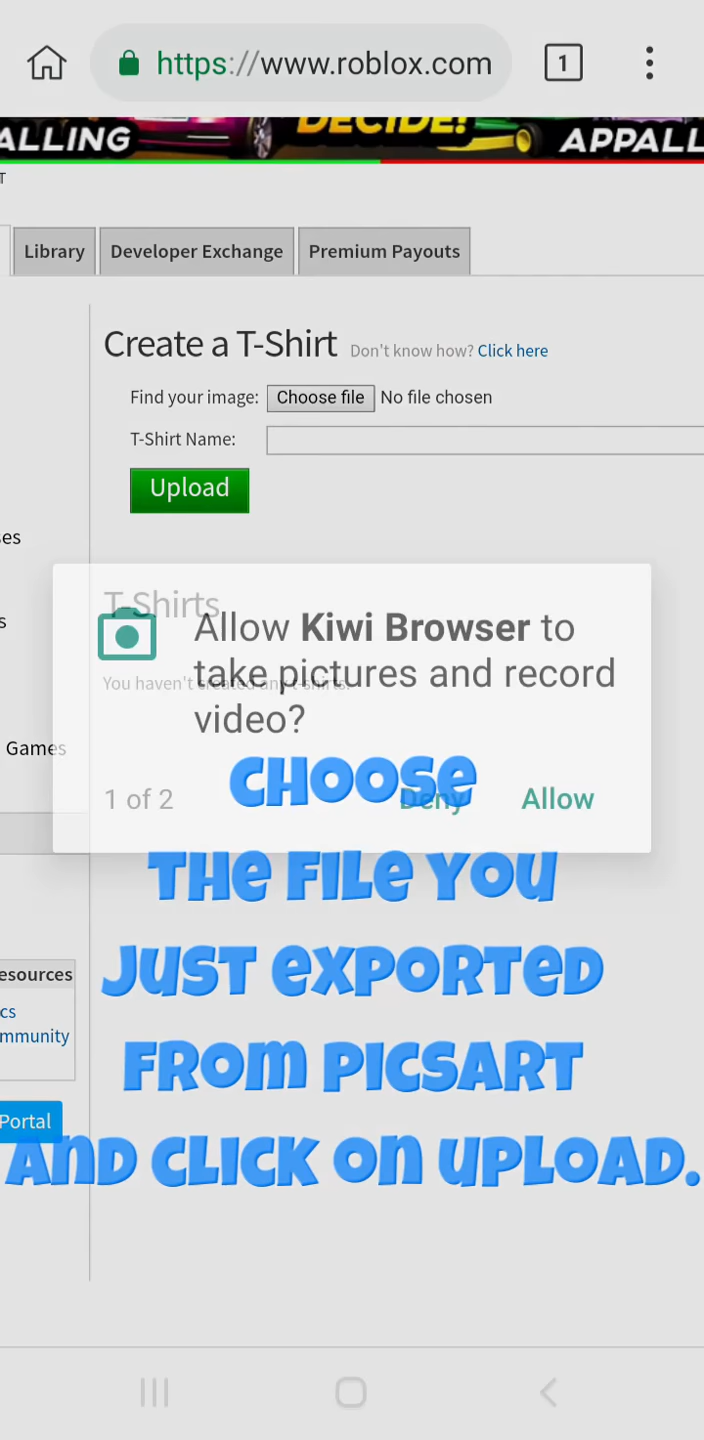 https://www.roblox.com
1
ALLING
DECIDE!
APPALL
T
Library
Developer Exchange
Premium Payouts
Create a T-Shirt
Don't know how? Click here
Find your image:
Choose file
No file chosen
T-Shirt Name:
Upload
ses
s
Games
T-Shirts
You haven't created any t-shirts.
Allow Kiwi Browser to
take pictures and record
video?
1 of 2
Deny
Allow
CHOOSE
THE FILE YOU
JUST EXPORTED
FROM PICSART
AND CLICK ON UPLOAD.
esources
cs
mmunity
Portal